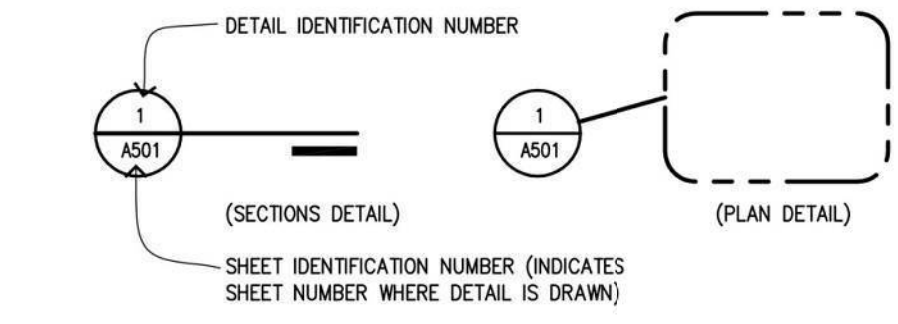 DETAIL IDENTIFICATION NUMBER
1
A501
1
A501
(SECTIONS DETAIL)
(PLAN DETAIL)
SHEET IDENTIFICATION NUMBER (INDICATES
SHEET NUMBER WHERE DETAIL IS DRAWN)